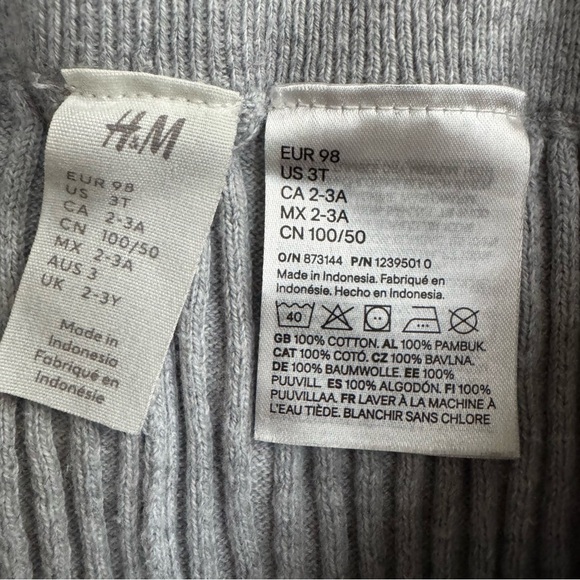 H&M
EUR 98
US 3T
CA 2-3A
CN 100/50
MX 2-3A
AUS 3
UK 2-3Y
Made in
Indonesia
Fabriqué en
Indonésie
EUR 98
US 3T
CA 2-3A
MX 2-3A
CN 100/50
O/N 873144 P/N 1239501 0
Made in Indonesia. Fabriqué en
Indonésie. Hecho en Indonesia.
40
GB 100% COTTON. AL 100% PAMBUK.
CAT 100% COTÓ. CZ 100% BAVLNA.
DE 100% BAUMWOLLE. EE 100%
PUUVILL. ES 100% ALGODÓN. FI 100%
PUUVILLAA. FR LAVER À LA MACHINE À
L'EAU TIÈDE. BLANCHIR SANS CHLORE